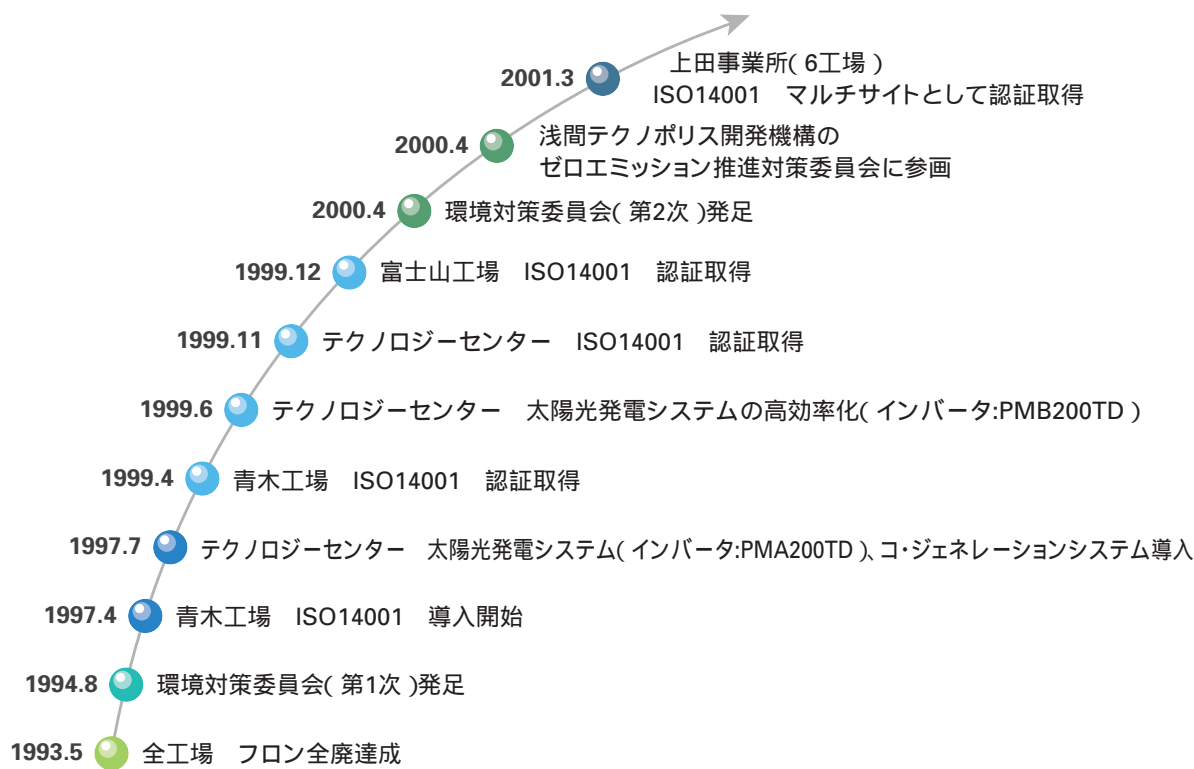 2001.3 上田事業所( 6工場 )
ISO14001　マルチサイトとして認証取得
2000.4 浅間テクノポリス開発機構の
ゼロエミッション推進対策委員会に参画
2000.4 環境対策委員会( 第2次 )発足
1999.12 富士山工場　ISO14001　認証取得
1999.11 テクノロジーセンター　ISO14001　認証取得
1999.6 テクノロジーセンター　太陽光発電システムの高効率化( インバータ:PMB200TD )
1999.4 青木工場　ISO14001　認証取得
1997.7 テクノロジーセンター　太陽光発電システム( インバータ:PMA200TD )、コ・ジェネレーションシステム導入
1997.4 青木工場　ISO14001　導入開始
1994.8 環境対策委員会( 第1次 )発足
1993.5 全工場　フロン全廃達成